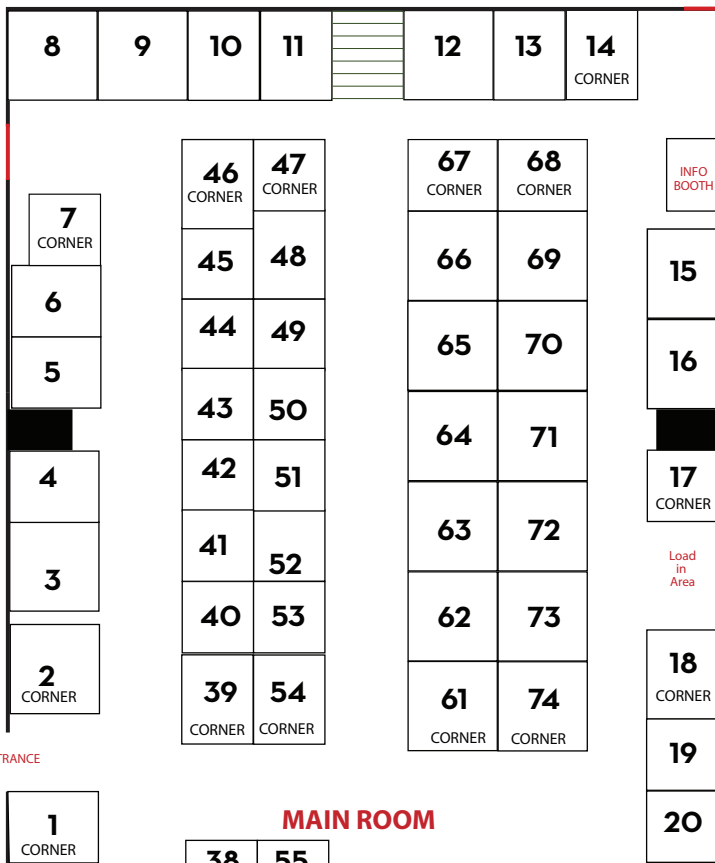 8
9
10
11
12
13
14
CORNER
46
CORNER
47
CORNER
67
CORNER
68
CORNER
INFO
BOOTH
7
CORNER
45
48
66
69
15
6
44
49
65
70
16
5
43
50
64
71
4
42
51
17
CORNER
41
52
63
72
Load
in
Area
3
40
53
62
73
2
CORNER
39
CORNER
54
CORNER
61
CORNER
74
CORNER
18
CORNER
TRANCE
19
1
CORNER
MAIN ROOM
20
38
55